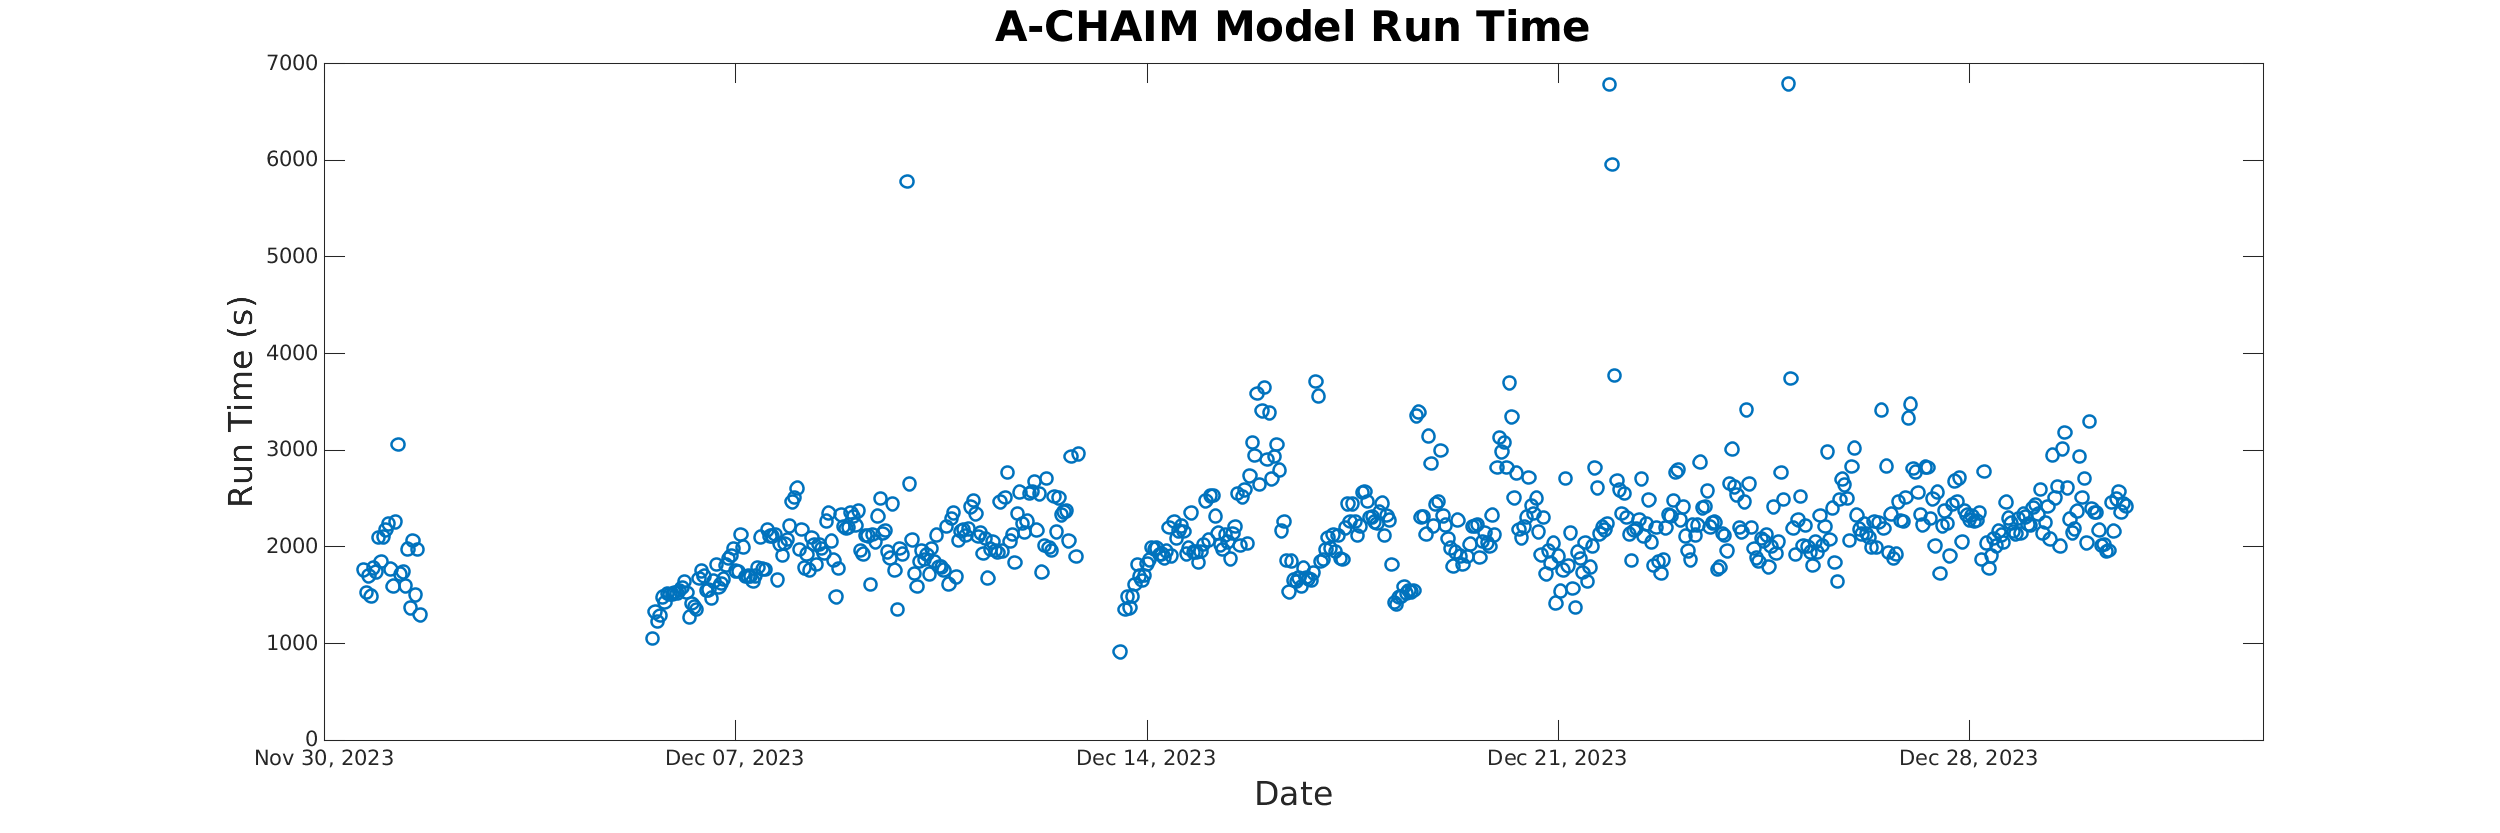 A-CHAIM Model Run Time
7000
6000
5000
4000
3000
2000
1000
0
Run Time (s)
Nov 30, 2023
Dec 07, 2023
Dec 14, 2023
Dec 21, 2023
Dec 28, 2023
Date